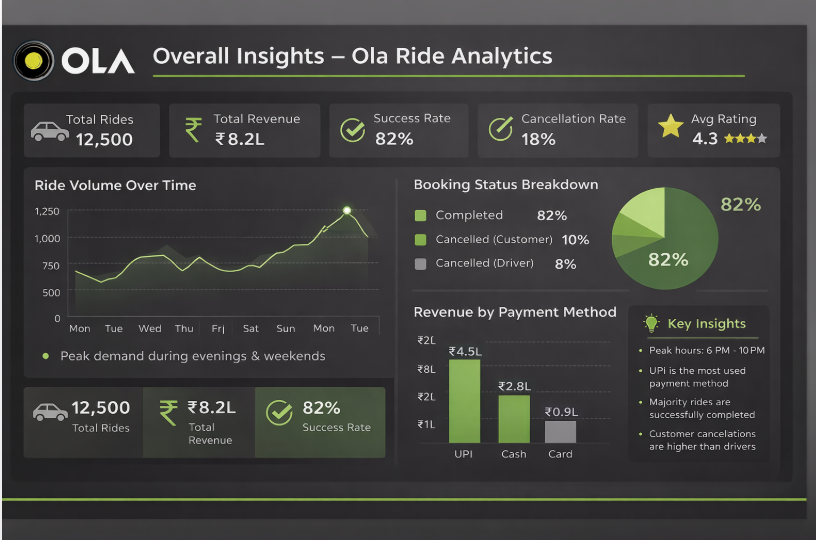 OLA
Overall Insights – Ola Ride Analytics
Total Rides
12,500
Total Revenue
₹8.2L
Success Rate
82%
Cancellation Rate
18%
Avg Rating
4.3
Ride Volume Over Time
1,250
1,000
750
500
0
Mon Tue Wed Thu Fri Sat Sun Mon Tue
• Peak demand during evenings & weekends
12,500
Total Rides
₹8.2L
Total
Revenue
82%
Success Rate
Booking Status Breakdown
Completed 82%
Cancelled (Customer) 10%
Cancelled (Driver) 8%
82%
82%
Revenue by Payment Method
₹2L
₹8L
₹2L
₹1L
₹4.5L
₹2.8L
₹0.9L
UPI Cash Card
Key Insights
• Peak hours: 6 PM - 10 PM
• UPI is the most used
payment method
• Majority rides are
successfully completed
• Customer cancelations
are higher than drivers